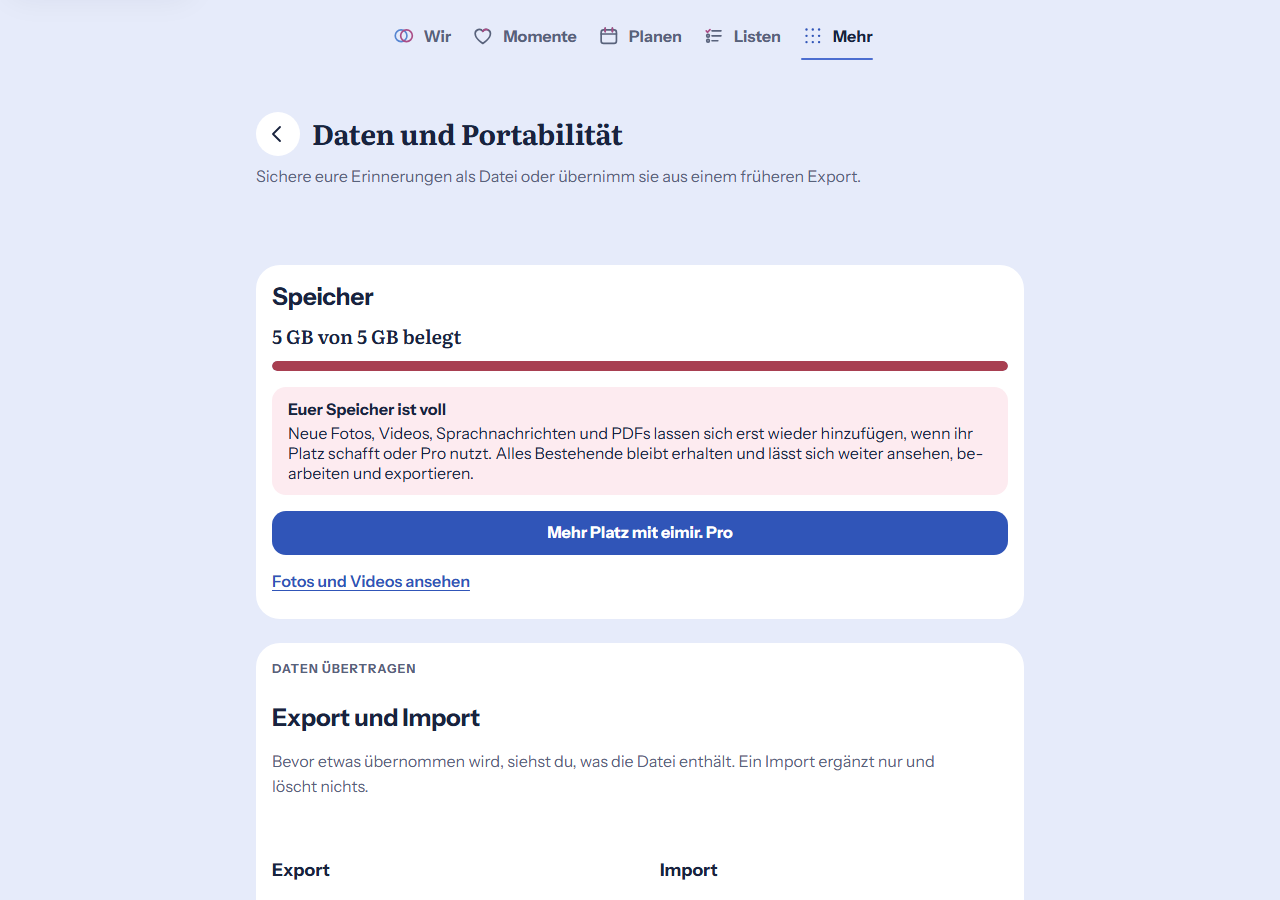 Wir Momente Planen Listen Mehr
Daten und Portabilität
Sichere eure Erinnerungen als Datei oder übernimm sie aus einem früheren Export.
Speicher
5 GB von 5 GB belegt
Euer Speicher ist voll
Neue Fotos, Videos, Sprachnachrichten und PDFs lassen sich erst wieder hinzufügen, wenn ihr
Platz schafft oder Pro nutzt. Alles Bestehende bleibt erhalten und lässt sich weiter ansehen, be-
arbeiten und exportieren.
Mehr Platz mit eimir. Pro
Fotos und Videos ansehen
DATEN ÜBERTRAGEN
Export und Import
Bevor etwas übernommen wird, siehst du, was die Datei enthält. Ein Import ergänzt nur und
löscht nichts.
Export
Import